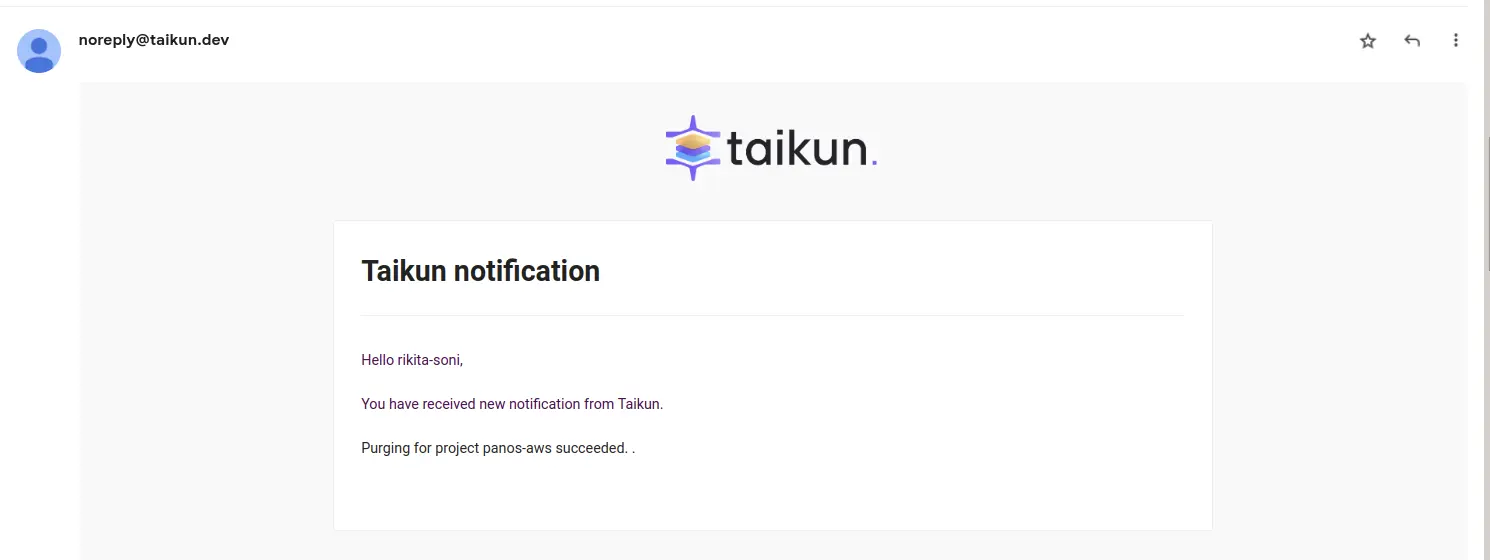 noreply@taikun.dev
taikun.
Taikun notification
Hello rikita-soni,
You have received new notification from Taikun.
Purging for project panos-aws succeeded. .